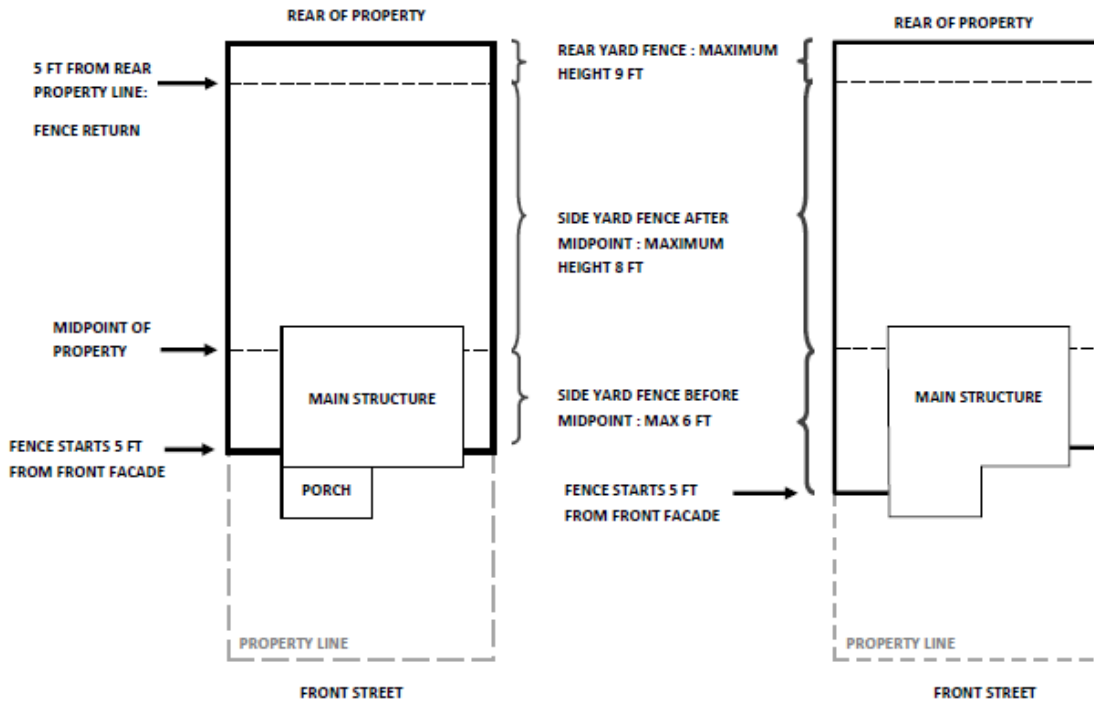 REAR OF PROPERTY
REAR OF PROPERTY
5 FT FROM REAR
PROPERTY LINE:
FENCE RETURN
REAR YARD FENCE : MAXIMUM
HEIGHT 9 FT
SIDE YARD FENCE AFTER
MIDPOINT : MAXIMUM
HEIGHT 8 FT
MIDPOINT OF
PROPERTY
MAIN STRUCTURE
SIDE YARD FENCE BEFORE
MIDPOINT : MAX 6 FT
MAIN STRUCTURE
FENCE STARTS 5 FT
FROM FRONT FACADE
PORCH
FENCE STARTS 5 FT
FROM FRONT FACADE
PROPERTY LINE
PROPERTY LINE
FRONT STREET
FRONT STREET